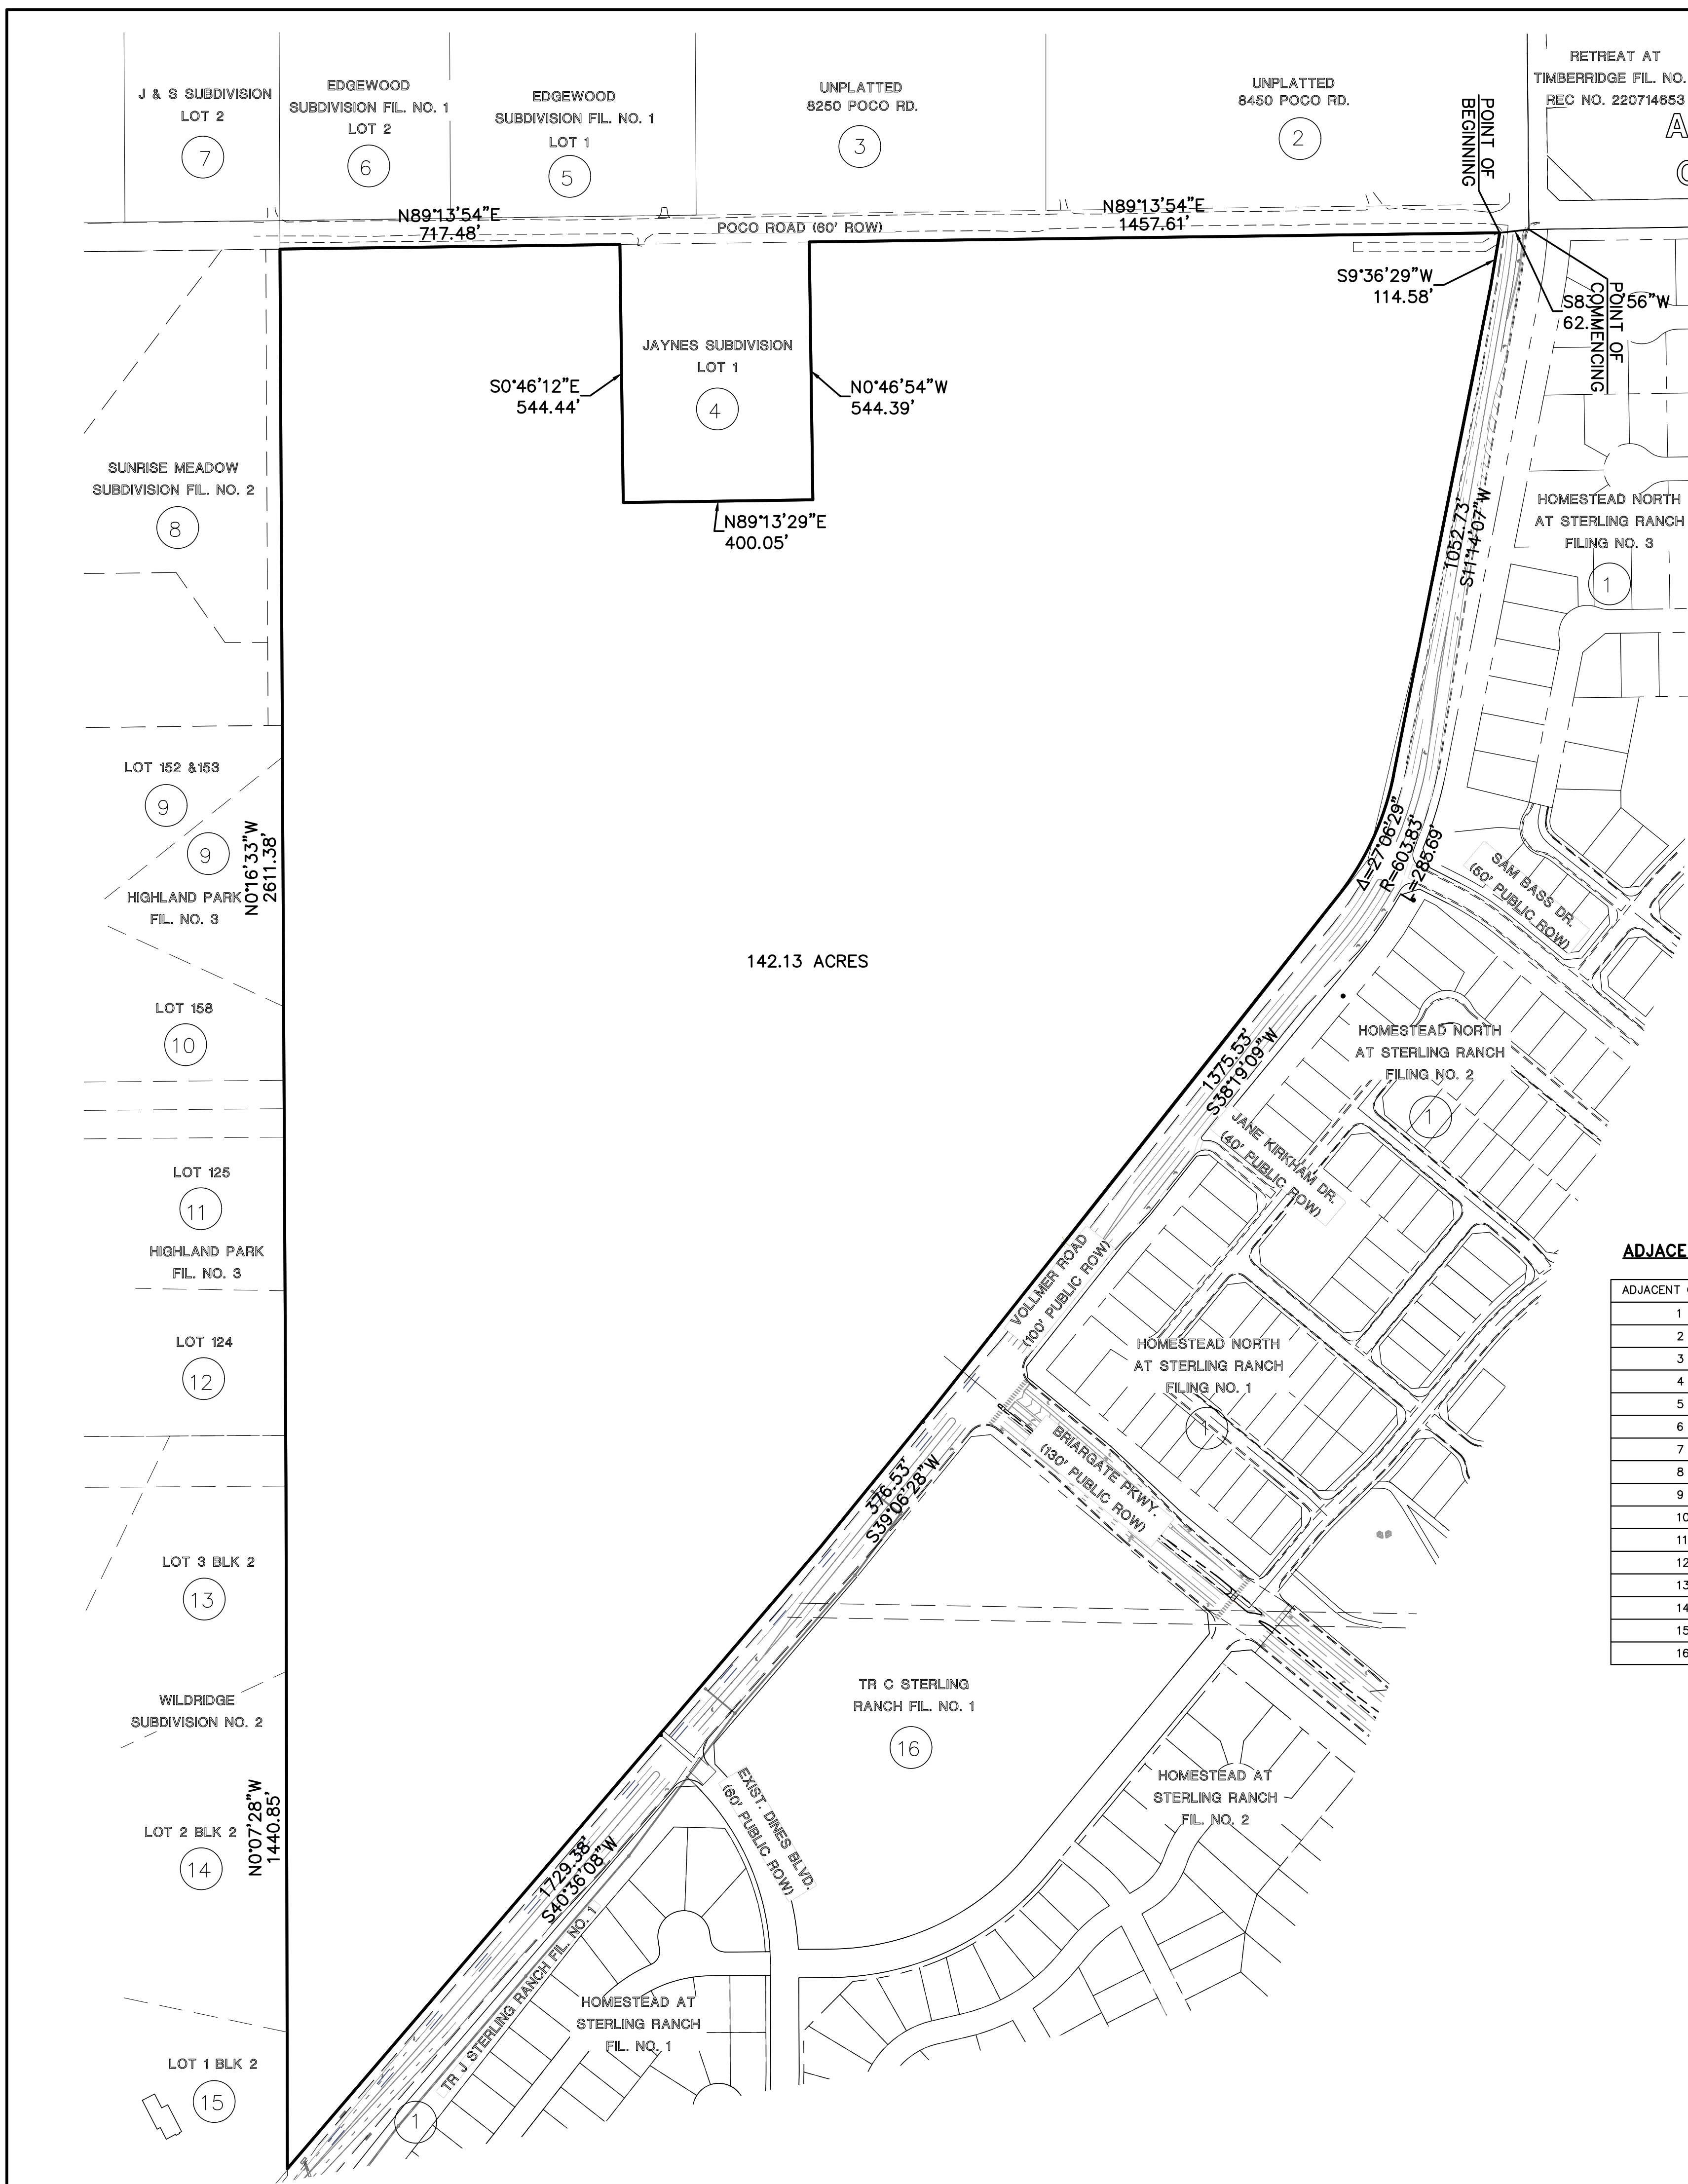 J & S SUBDIVISION
LOT 2
7
EDGEWOOD
SUBDIVISION FIL. NO. 1
LOT 2
6
EDGEWOOD
SUBDIVISION FIL. NO. 1
LOT 1
5
UNPLATTED
8250 POCO RD.
3
UNPLATTED
8450 POCO RD.
2
POINT OF
BEGINNING
RETREAT AT
TIMBERRIDGE FIL. NO.
REC NO. 220714653
N89°13'54"E
717.48'
POCO ROAD (60' ROW)
N89°13'54"E
1457.61'
S9°36'29"W
114.58'
POINT OF
COMMENCING
62.
JAYNES SUBDIVISION
LOT 1
4
S0°46'12"E
544.44'
N0°46'54"W
544.39'
N89°13'29"E
400.05'
SUNRISE MEADOW
SUBDIVISION FIL. NO. 2
8
1052.73'
S11°14'07"W
HOMESTEAD NORTH
AT STERLING RANCH
FILING NO. 3
1
LOT 152 &153
9
9
HIGHLAND PARK
FIL. NO. 3
N0°16'33"W
2611.38'
Δ=27°06'29"
R=603.83'
L=285.69'
SAM BASS DR.
(50' PUBLIC ROW)
142.13 ACRES
LOT 158
10
HOMESTEAD NORTH
AT STERLING RANCH
FILING NO. 2
1
1375.53'
S38°19'09"W
JANE KIRKHAM DR.
(40' PUBLIC ROW)
LOT 125
11
HIGHLAND PARK
FIL. NO. 3
VOLLMER ROAD
(100' PUBLIC ROW)
LOT 124
12
HOMESTEAD NORTH
AT STERLING RANCH
FILING NO. 1
1
ADJACE
ADJACENT
1
2
3
4
5
6
7
8
9
10
11
12
13
14
15
16
376.53'
S39°06'28"W
BRIARGATE PKWY.
(130' PUBLIC ROW)
LOT 3 BLK 2
13
WILDRIDGE
SUBDIVISION NO. 2
TR C STERLING
RANCH FIL. NO. 1
16
LOT 2 BLK 2
14
N0°07'28"W
1440.85'
EXIST. DINES BLVD.
(60' PUBLIC ROW)
HOMESTEAD AT
STERLING RANCH
FIL. NO. 2
1729.38'
S40°36'08"W
TR J STERLING RANCH FIL. NO. 1
1
HOMESTEAD AT
STERLING RANCH
FIL. NO. 1
LOT 1 BLK 2
15